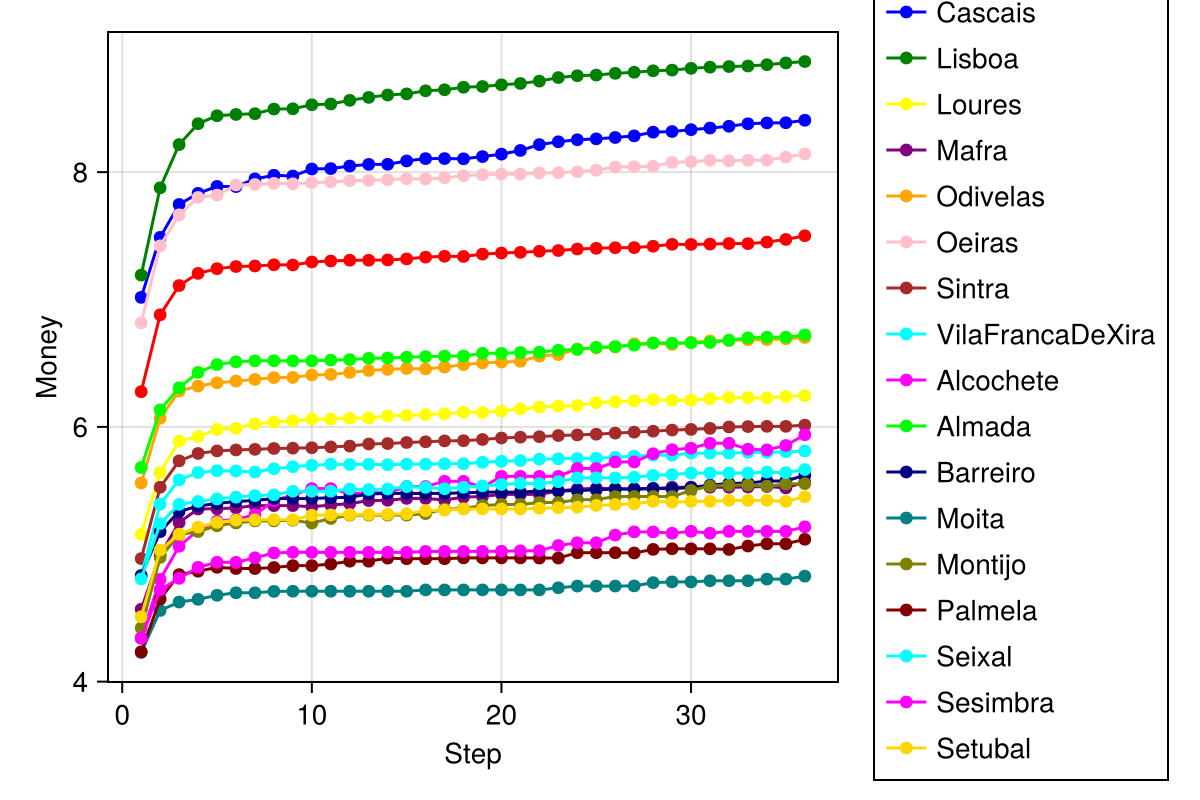 Money
8
6
4
0 10 20 30
Step
Cascais
Lisboa
Loures
Mafra
Odivelas
Oeiras
Sintra
VilaFrancaDeXira
Alcochete
Almada
Barreiro
Moita
Montijo
Palmela
Seixal
Sesimbra
Setubal